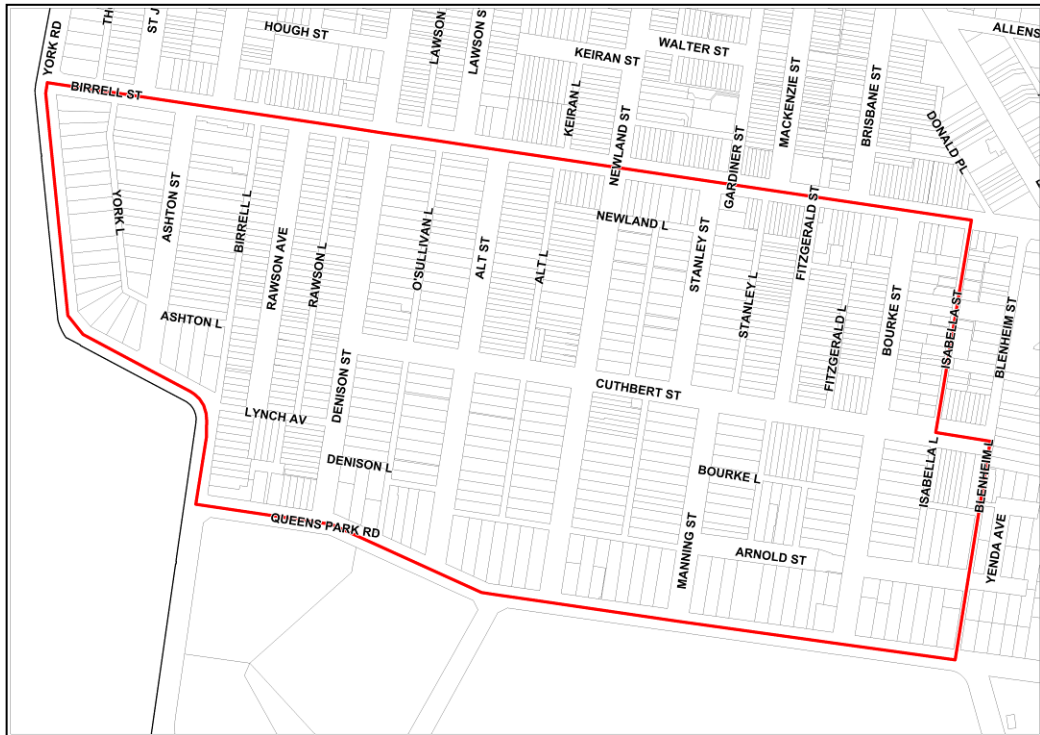 YORK RD
TH
ST J
HOUGH ST
LAWSON
LAWSON S
KEIRAN ST
WALTER ST
ALLENS
BIRRELL ST
KEIRAN L
NEWLAND ST
GARDINER ST
MACKENZIE ST
BRISBANE ST
DONALD PL
YORK L
ASHTON ST
BIRRELL L
RAWSON AVE
RAWSON L
O'SULLIVAN L
ALT ST
ALT L
NEWLAND L
STANLEY ST
STANLEY L
FITZGERALD ST
FITZGERALD L
BOURKE ST
ISABELLA ST
BLENHEIM ST
ASHTON L
DENISON ST
CUTHBERT ST
LYNCH AV
DENISON L
BOURKE L
ISABELLA L
BLENHEIM L
QUEENS PARK RD
MANNING ST
ARNOLD ST
YENDA AVE